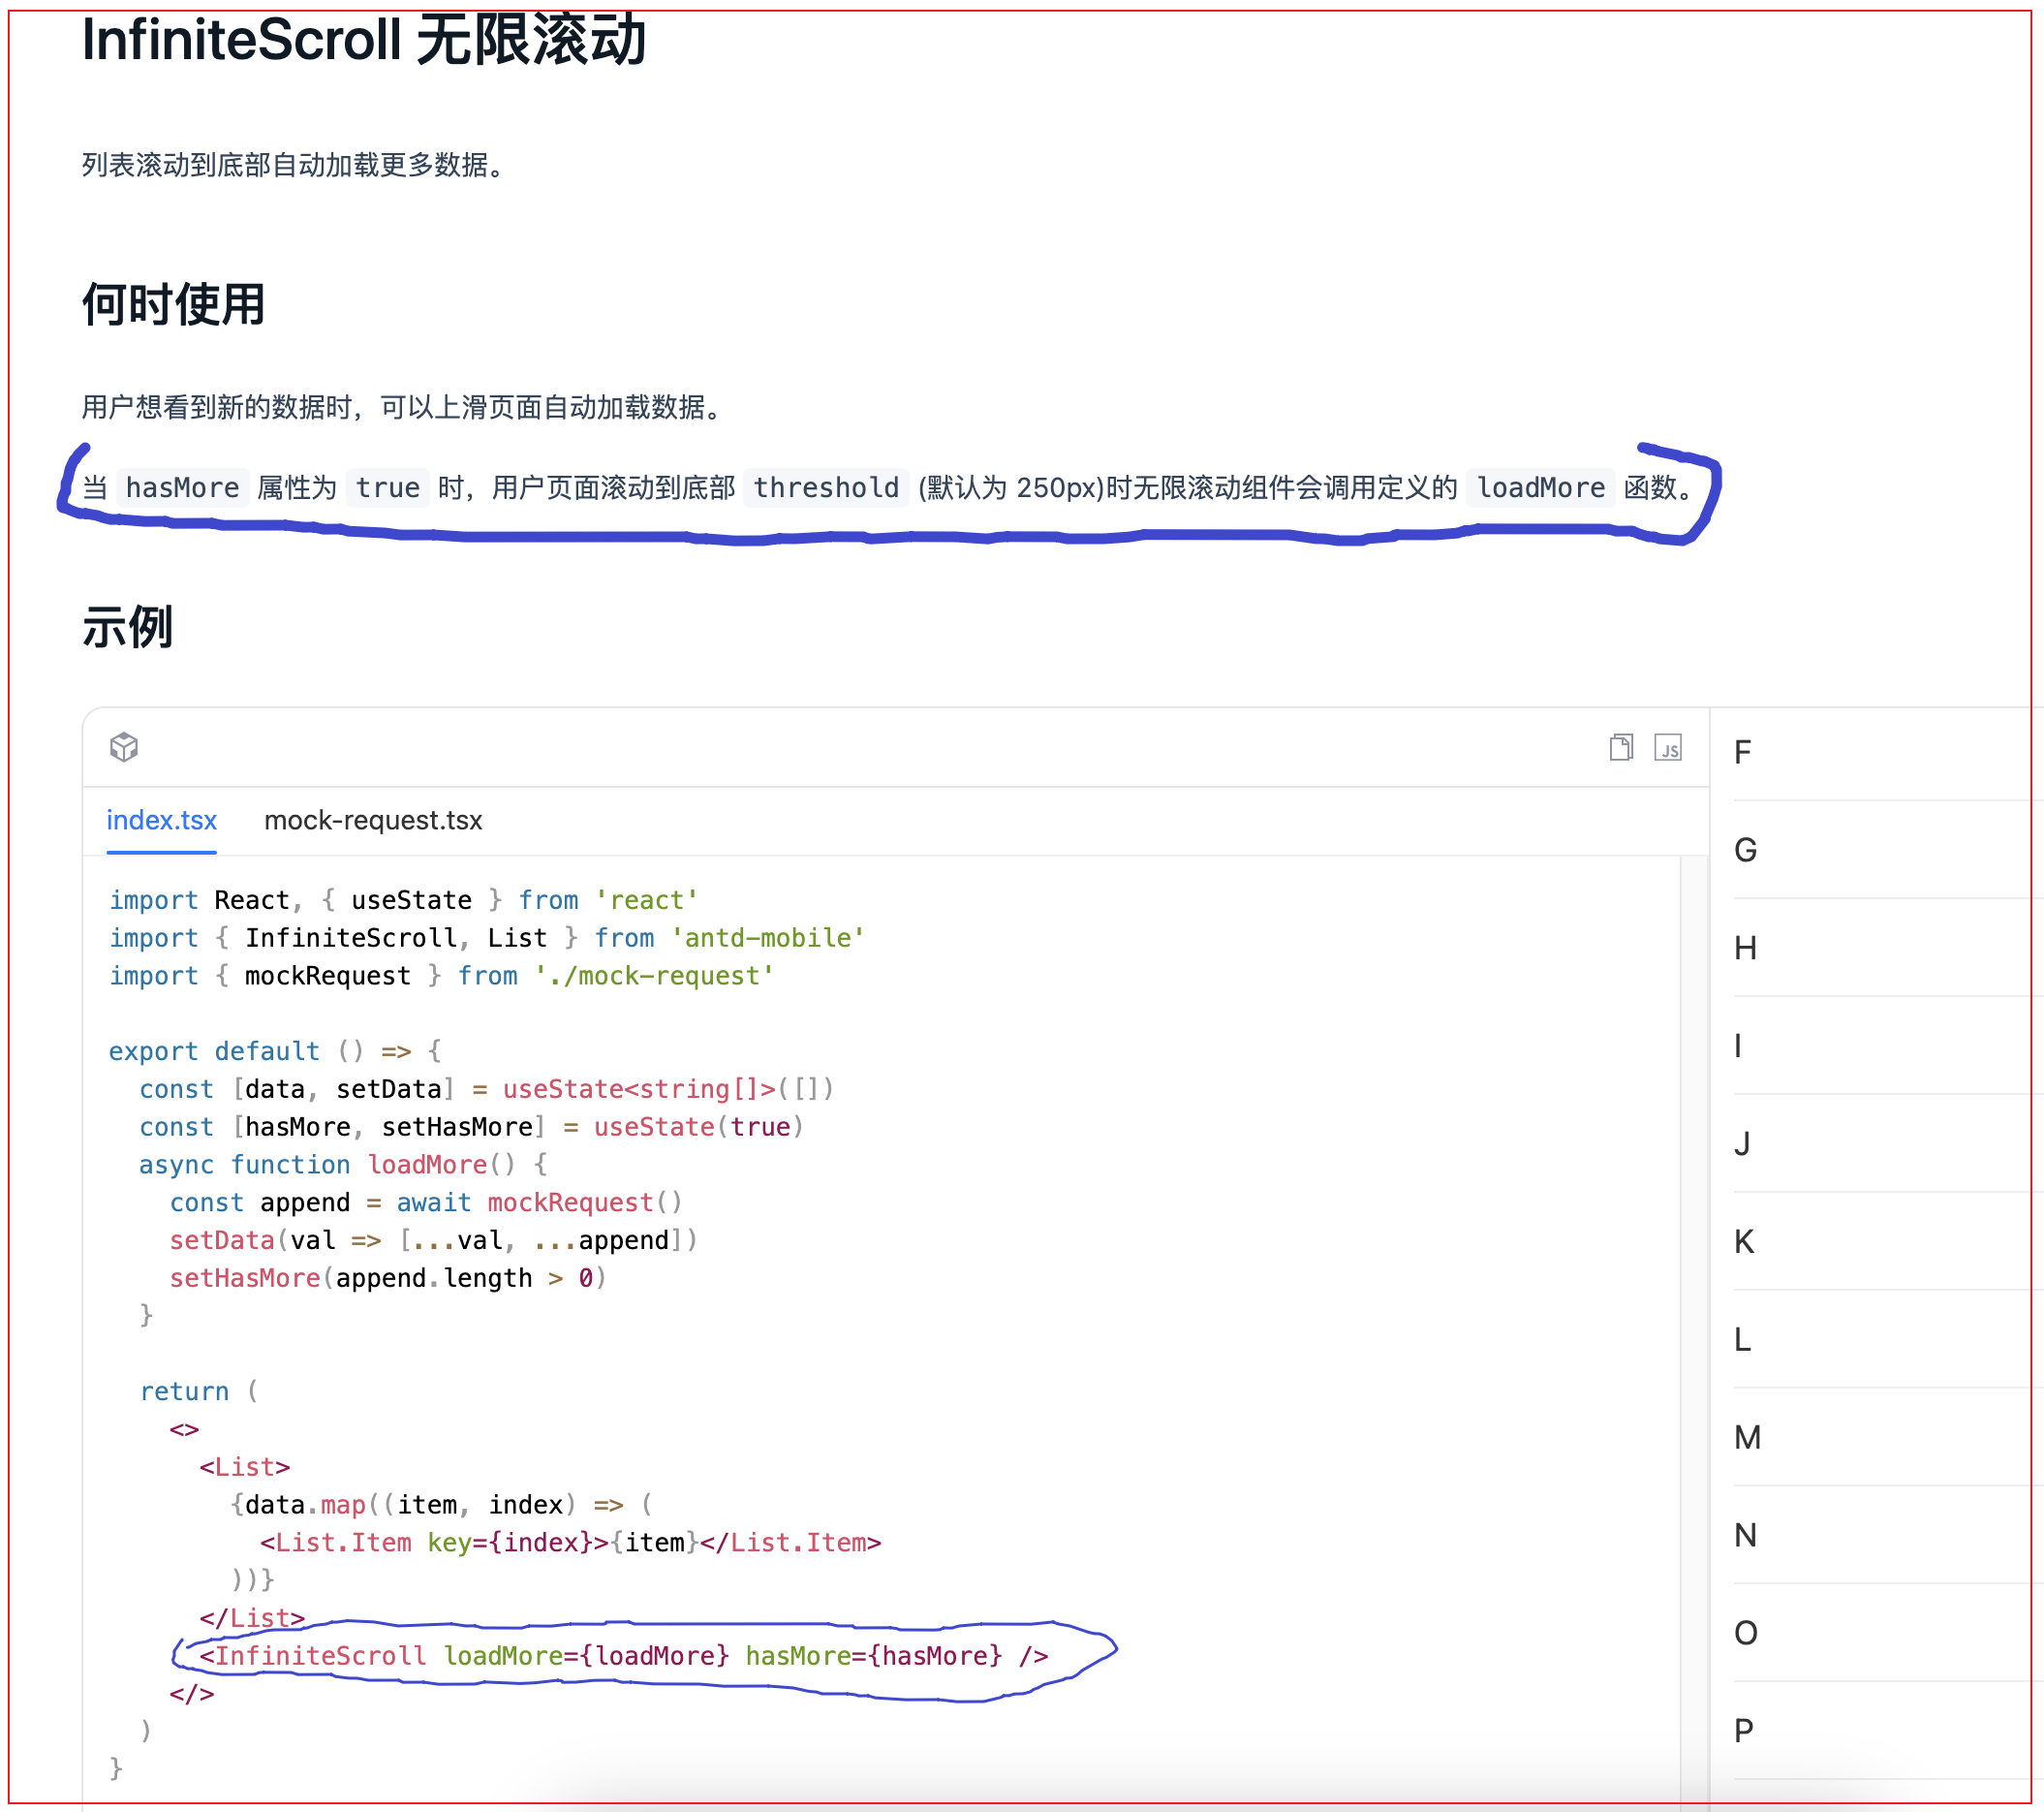 InfiniteScroll 无限滚动
列表滚动到底部自动加载更多数据。
何时使用
用户想看到新的数据时，可以上滑页面自动加载数据。
当 hasMore 属性为 true 时，用户页面滚动到底部 threshold (默认为 250px)时无限滚动组件会调用定义的 loadMore 函数。
示例
JS
index.tsx mock-request.tsx
import React, { useState } from 'react'
import { InfiniteScroll, List } from 'antd-mobile'
import { mockRequest } from './mock-request'
export default () => {
  const [data, setData] = useState<string[]>([])
  const [hasMore, setHasMore] = useState(true)
  async function loadMore() {
    const append = await mockRequest()
    setData(val => [...val, ...append])
    setHasMore(append.length > 0)
  }
  return (
    <>
      <List>
        {data.map((item, index) => (
          <List.Item key={index}>{item}</List.Item>
        ))}
      </List>
      <InfiniteScroll loadMore={loadMore} hasMore={hasMore} />
    </>
  )
}
F
G
H
I
J
K
L
M
N
O
P